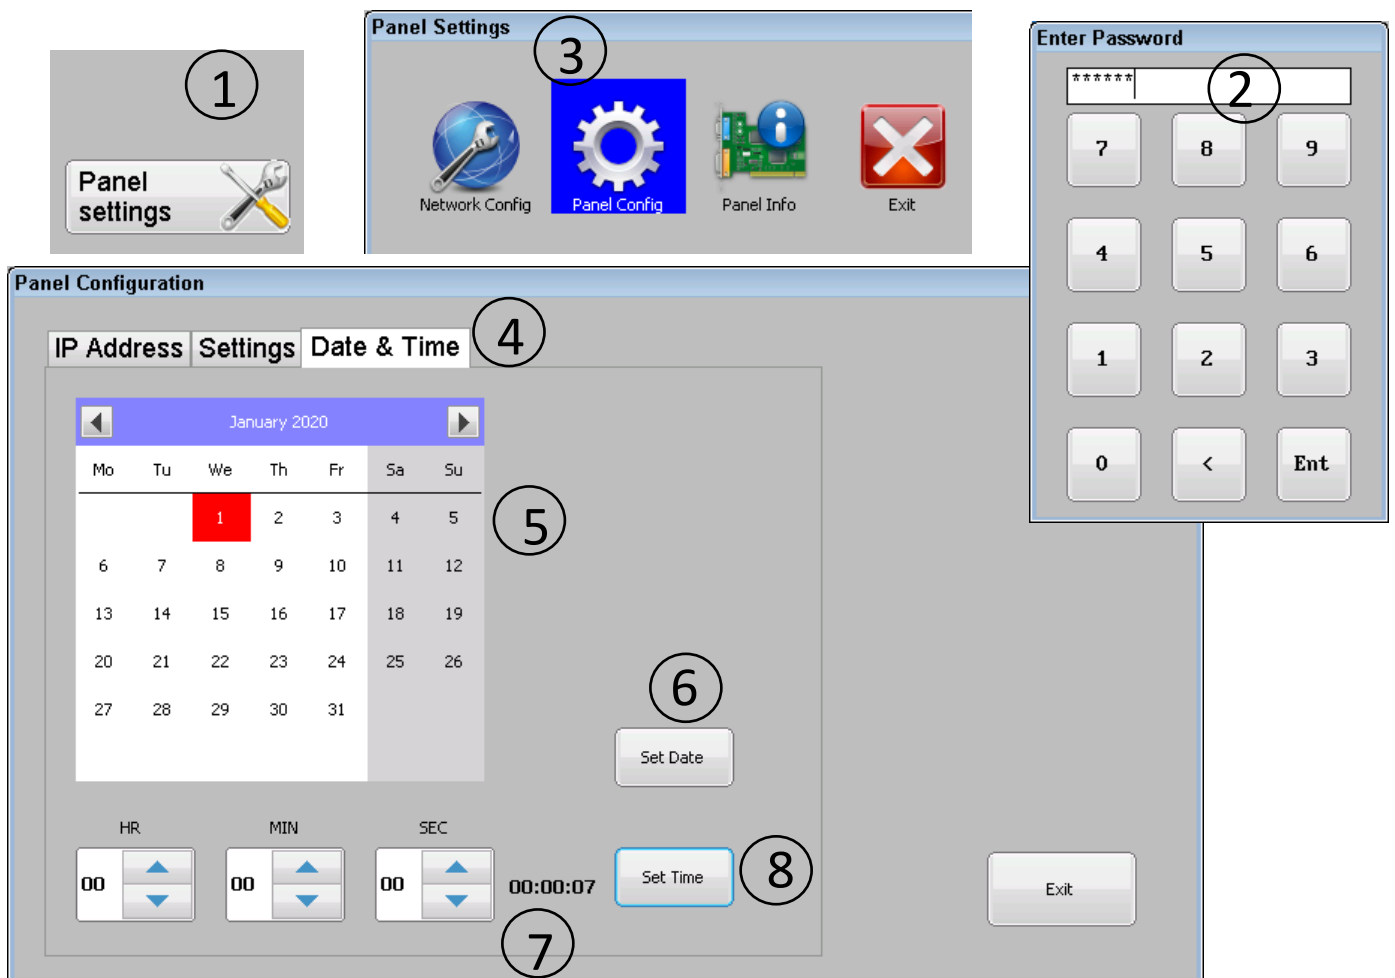 1
Panel
settings
Panel Settings
3
Network Config Panel Config Panel Info Exit
Enter Password
******
2
7 8 9
4 5 6
1 2 3
0 < Ent
Panel Configuration
IP Address Settings Date & Time
4
January 2020
Mo Tu We Th Fr Sa Su
1 2 3 4 5
5
6 7 8 9 10 11 12
13 14 15 16 17 18 19
20 21 22 23 24 25 26
27 28 29 30 31
6
Set Date
HR MIN SEC
00 00 00 00:00:07
7
Set Time
8
Exit